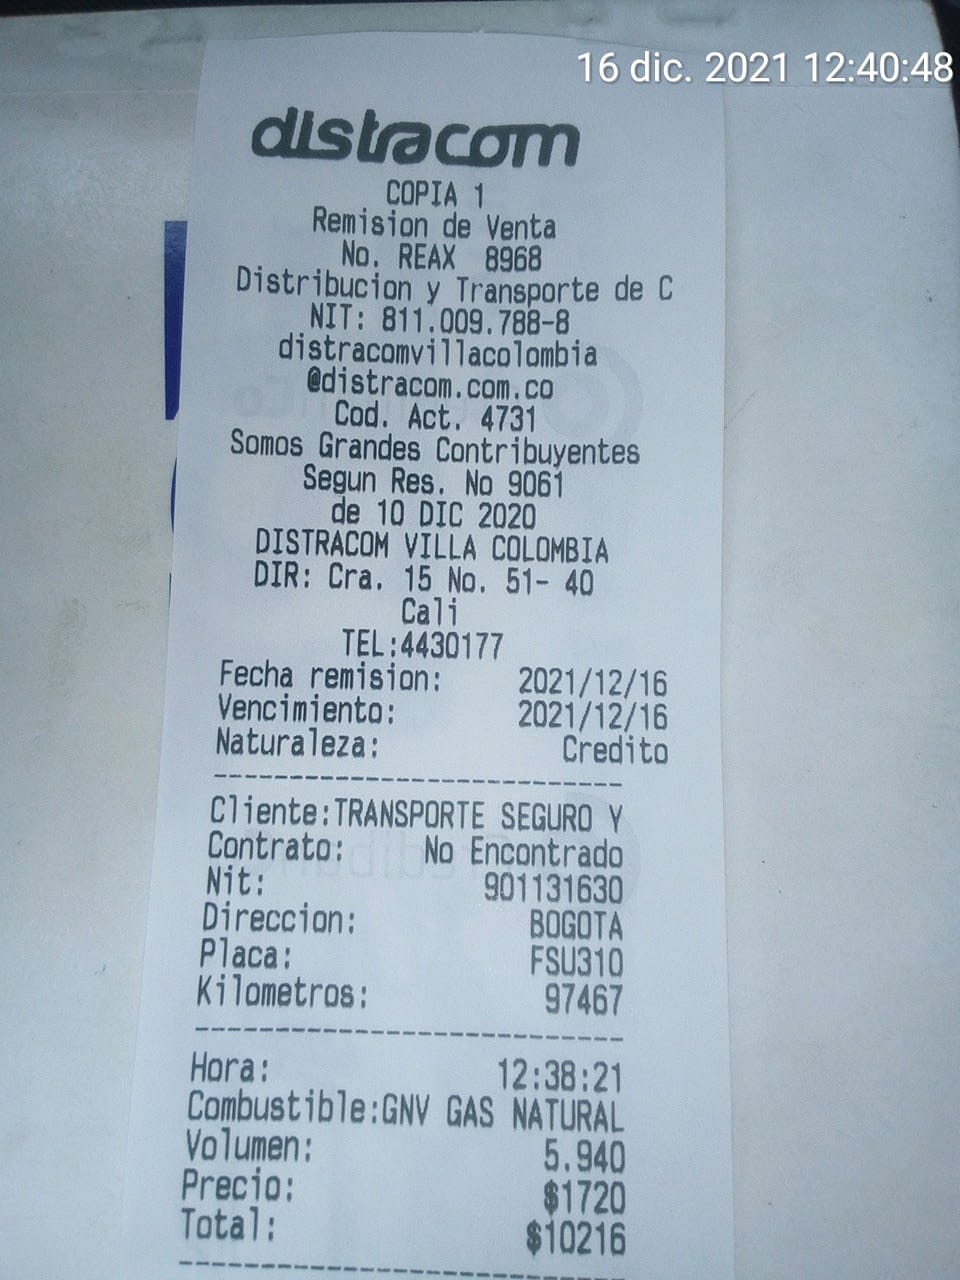 16 dic. 2021 12:40:48
distracom
COPIA 1
Remision de Venta
No. REAX 8968
Distribucion y Transporte de C
NIT: 811.009.788-8
distracomvillacolombia
@distracom.com.co
Cod. Act. 4731
Somos Grandes Contribuyentes
Segun Res. No 9061
de 10 DIC 2020
DISTRACOM VILLA COLOMBIA
DIR: Cra. 15 No. 51- 40
Cali
TEL:4430177
Fecha remision: 2021/12/16
Vencimiento: 2021/12/16
Naturaleza: Credito
Cliente:TRANSPORTE SEGURO Y
Contrato: No Encontrado
Nit: 901131630
Direccion: BOGOTA
Placa: FSU310
Kilometros: 97467
Hora: 12:38:21
Combustible:GNV GAS NATURAL
Volumen: 5.940
Precio: $1720
Total: $10216